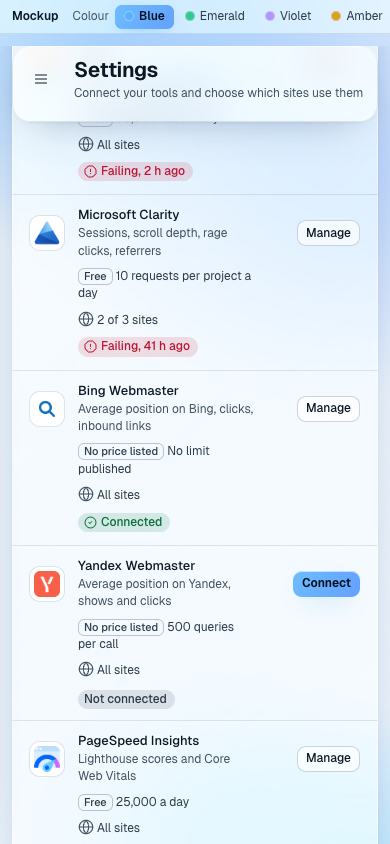 Mockup Colour Blue Emerald Violet Amber
Settings
Connect your tools and choose which sites use them
All sites
Failing, 2 h ago
Microsoft Clarity
Sessions, scroll depth, rage
clicks, referrers
Manage
Free 10 requests per project a
day
2 of 3 sites
Failing, 41 h ago
Bing Webmaster
Average position on Bing, clicks,
inbound links
Manage
No price listed No limit
published
All sites
Connected
Yandex Webmaster
Average position on Yandex,
shows and clicks
Connect
No price listed 500 queries
per call
All sites
Not connected
PageSpeed Insights
Lighthouse scores and Core
Web Vitals
Manage
Free 25,000 a day
All sites